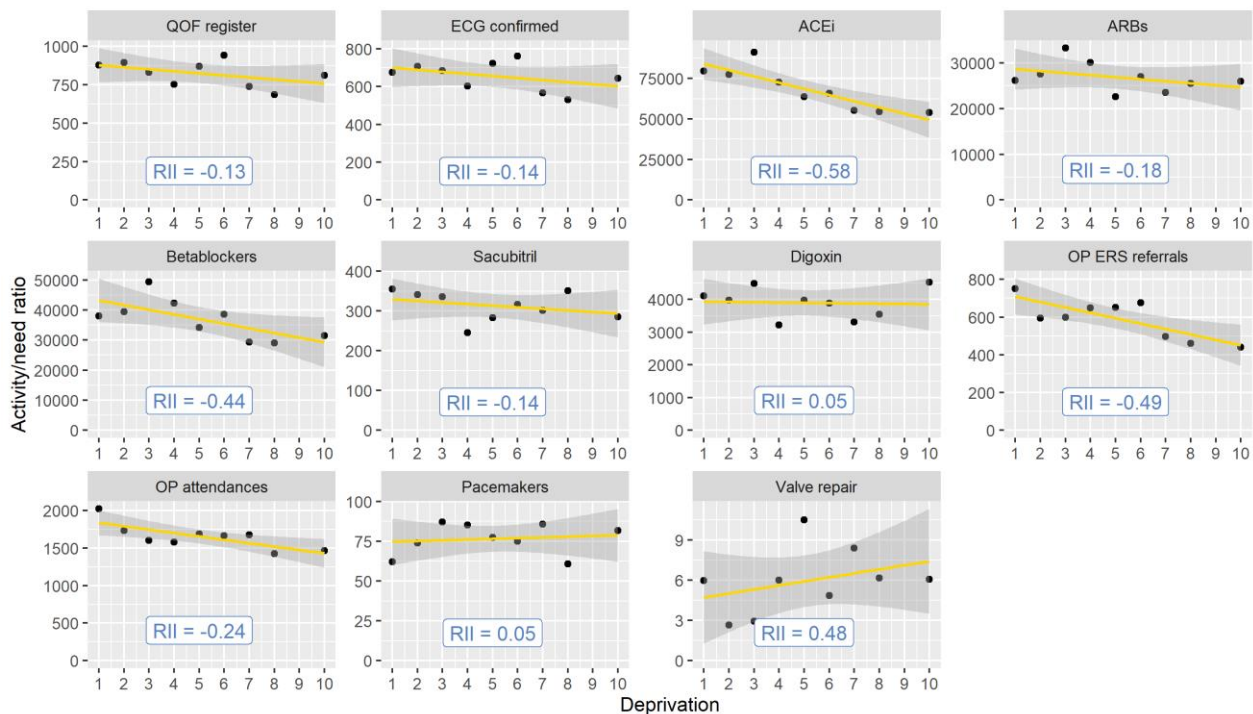 QOF register
ECG confirmed
ACEi
ARBs
1000
750
500
250
0
1 2 3 4 5 6 7 8 9 10
RII = -0.13
800
600
400
200
0
1 2 3 4 5 6 7 8 9 10
RII = -0.14
75000
50000
25000
0
1 2 3 4 5 6 7 8 9 10
RII = -0.58
30000
20000
10000
0
1 2 3 4 5 6 7 8 9 10
RII = -0.18
Betablockers
Sacubitril
Digoxin
OP ERS referrals
50000
40000
30000
20000
10000
0
1 2 3 4 5 6 7 8 9 10
RII = -0.44
400
300
200
100
0
1 2 3 4 5 6 7 8 9 10
RII = -0.14
4000
3000
2000
1000
0
1 2 3 4 5 6 7 8 9 10
RII = 0.05
800
600
400
200
0
1 2 3 4 5 6 7 8 9 10
RII = -0.49
OP attendances
Pacemakers
Valve repair
2000
1500
1000
500
0
1 2 3 4 5 6 7 8 9 10
RII = -0.24
100
75
50
25
0
1 2 3 4 5 6 7 8 9 10
RII = 0.05
9
6
3
0
1 2 3 4 5 6 7 8 9 10
RII = 0.48
Activity/need ratio
Deprivation